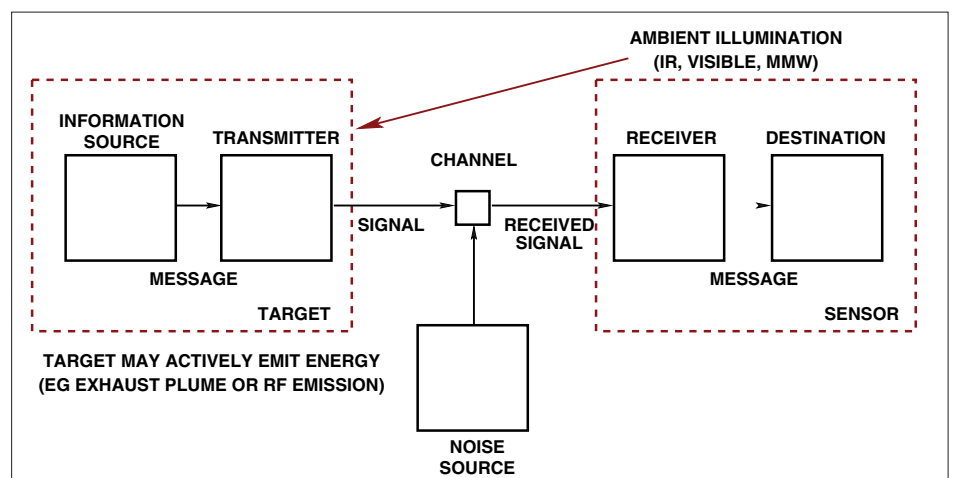 AMBIENT ILLUMINATION
(IR, VISIBLE, MMW)
INFORMATION
SOURCE
TRANSMITTER
CHANNEL
RECEIVER
DESTINATION
SIGNAL
RECEIVED
SIGNAL
MESSAGE
MESSAGE
TARGET
SENSOR
TARGET MAY ACTIVELY EMIT ENERGY
(EG EXHAUST PLUME OR RF EMISSION)
NOISE
SOURCE